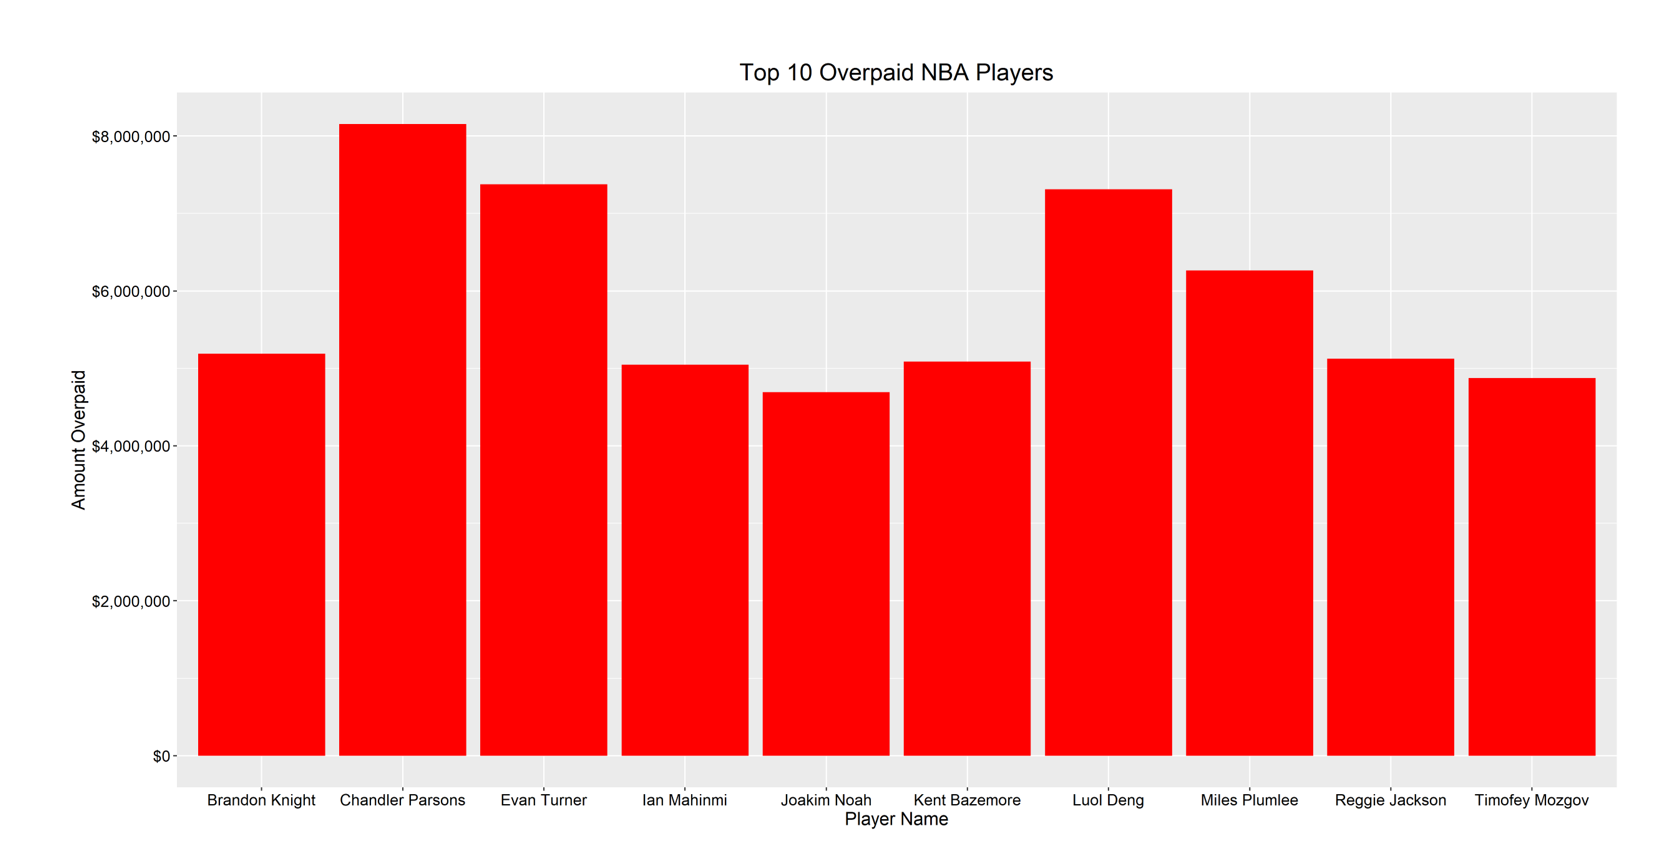 Top 10 Overpaid NBA Players
Amount Overpaid
$8,000,000
$6,000,000
$4,000,000
$2,000,000
$0
Brandon Knight Chandler Parsons Evan Turner Ian Mahinmi Joakim Noah Kent Bazemore Luol Deng Miles Plumlee Reggie Jackson Timofey Mozgov
Player Name